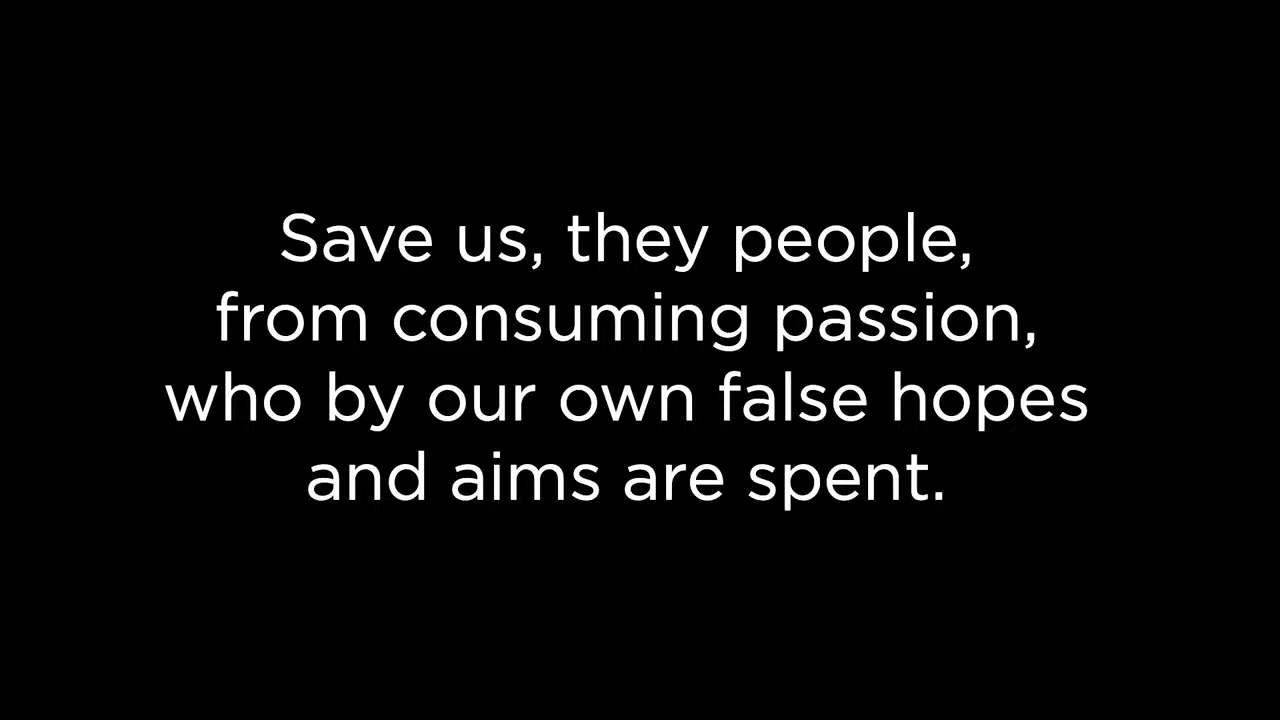 Save us, they people,
from consuming passion,
who by our own false hopes
and aims are spent.